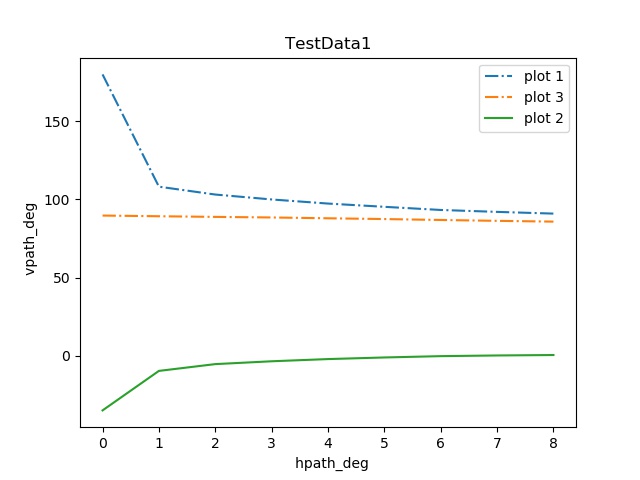 TestData1
plot 1
plot 3
plot 2
150
100
50
0
vpath_deg
0 1 2 3 4 5 6 7 8
hpath_deg